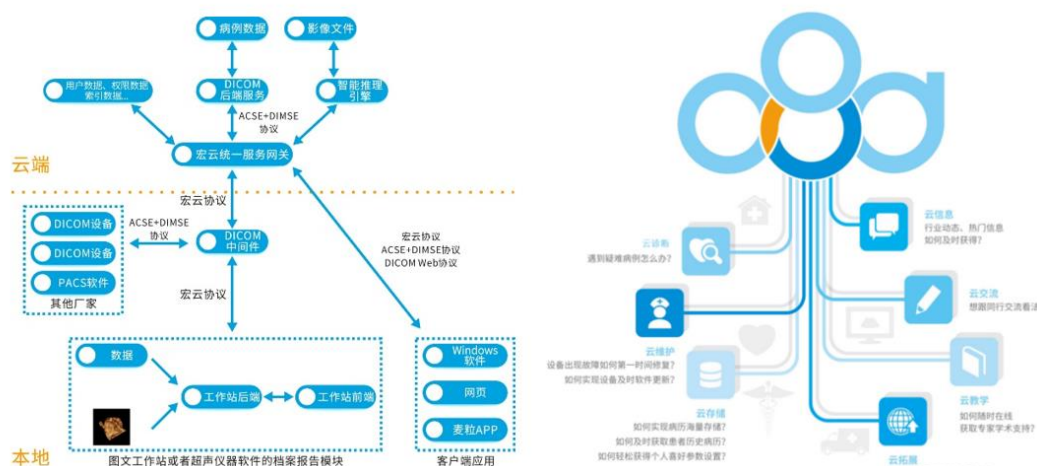 病例数据
影像文件
用户数据、权限数据
索引数据...
DICOM
后端服务
智能推理
引擎
ACSE+DIMSE
协议
宏云统一服务网关
云端
宏云协议
DICOM设备
DICOM设备
PACS软件
其他厂家
ACSE+DIMSE
协议
DICOM
中间件
宏云协议
ACSE+DIMSE协议
DICOM Web协议
宏云协议
数据
工作站后端
工作站前端
Windows
软件
网页
麦粒APP
本地
图文工作站或者超声仪器软件的档案报告模块
客户端应用
云诊断
遇到疑难病例怎么办?
云维护
设备出现故障如何第一时间修复?
如何实现设备及时软件更新?
云存储
如何实现病历海量存储?
如何及时获取患者历史病历?
如何轻松获得个人喜好参数设置?
云信息
行业动态、热门信息
如何及时获得?
云交流
想跟同行交流看法
云教学
如何随时在线
获取专家学术支持?
云拓展